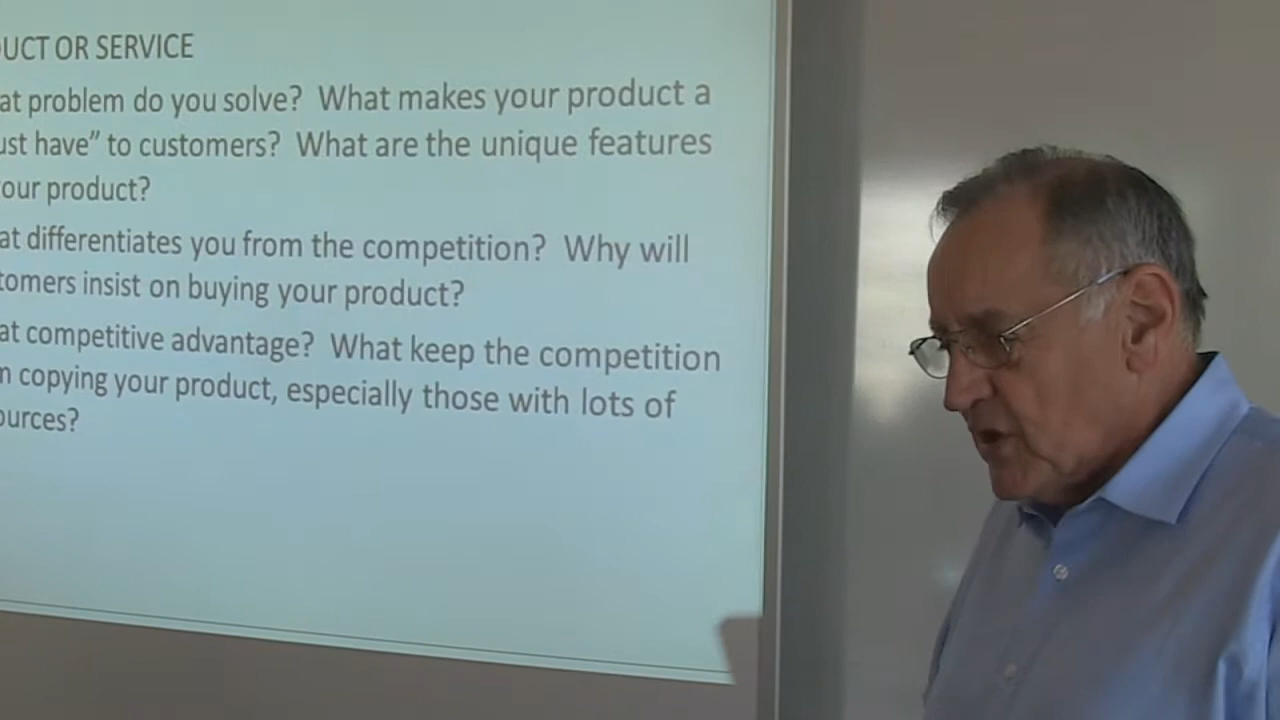 UCT OR SERVICE
at problem do you solve? What makes your product a
ust have" to customers? What are the unique features
our product?
at differentiates you from the competition? Why will
tomers insist on buying your product?
at competitive advantage? What keep the competition
m copying your product, especially those with lots of
ources?